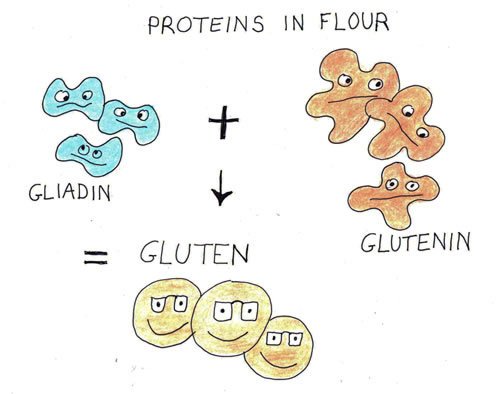 PROTEINS IN FLOUR
+
GLIADIN
GLUTENIN
= GLUTEN